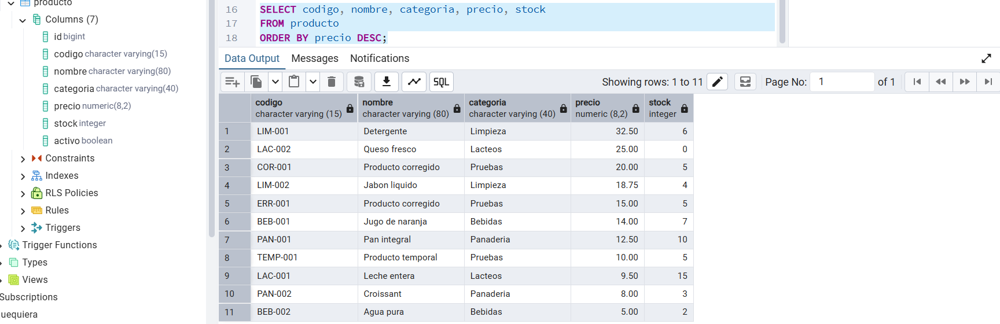 producto
Columns (7)
id bigint
codigo character varying(15)
nombre character varying(80)
categoria character varying(40)
precio numeric(8,2)
stock integer
activo boolean
Constraints
Indexes
RLS Policies
Rules
Triggers
Trigger Functions
Types
Views
Subscriptions
uequiera
16 SELECT codigo, nombre, categoria, precio, stock
17 FROM producto
18 ORDER BY precio DESC;
Data Output Messages Notifications
SQL Showing rows: 1 to 11 Page No: 1 of 1
codigo nombre categoria precio stock
character varying (15) character varying (80) character varying (40) numeric (8,2) integer
1 LIM-001 Detergente Limpieza 32.50 6
2 LAC-002 Queso fresco Lacteos 25.00 0
3 COR-001 Producto corregido Pruebas 20.00 5
4 LIM-002 Jabon liquido Limpieza 18.75 4
5 ERR-001 Producto corregido Pruebas 15.00 5
6 BEB-001 Jugo de naranja Bebidas 14.00 7
7 PAN-001 Pan integral Panaderia 12.50 10
8 TEMP-001 Producto temporal Pruebas 10.00 5
9 LAC-001 Leche entera Lacteos 9.50 15
10 PAN-002 Croissant Panaderia 8.00 3
11 BEB-002 Agua pura Bebidas 5.00 2